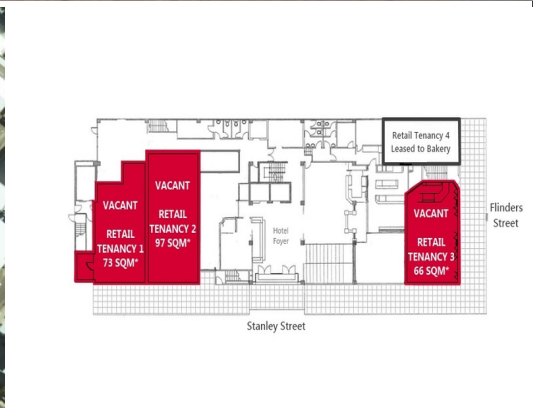 Retail Tenancy 4
Leased to Bakery
VACANT
RETAIL
TENANCY 1
73 SQM*
VACANT
RETAIL
TENANCY 2
97 SQM*
Hotel
Foyer
VACANT
RETAIL
TENANCY 3
66 SQM*
Flinders
Street
Stanley Street